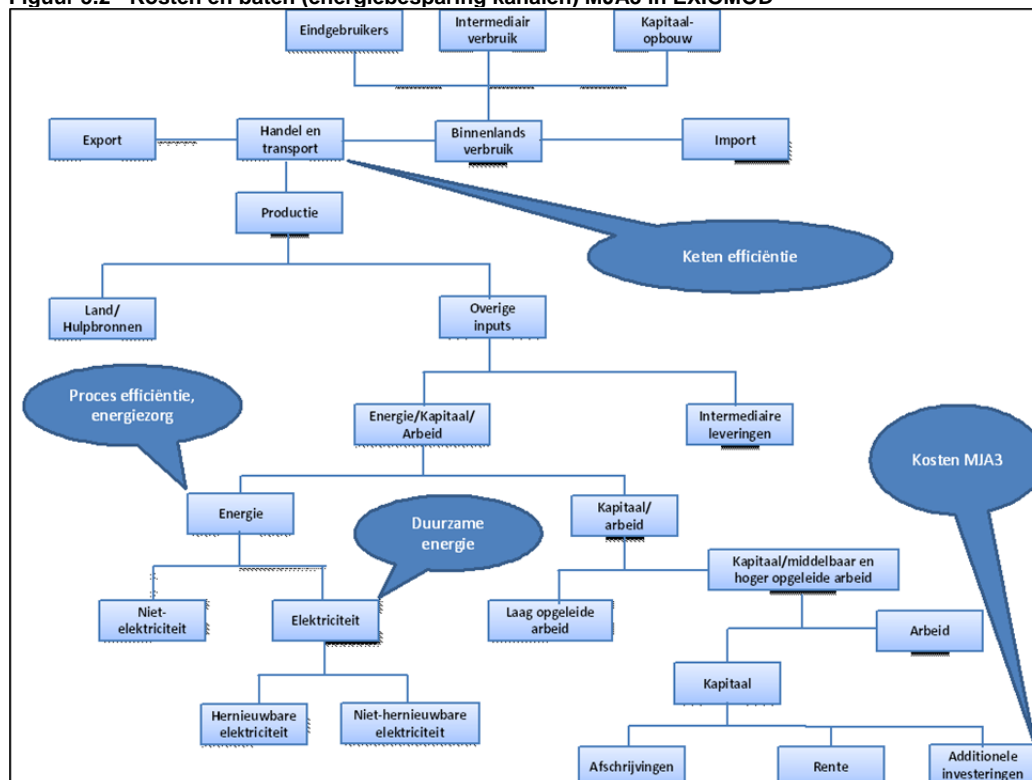 Figuur 3.2 Kosten en baten (energiebesparing kanalen) MJA3 in EXIOMOD
Eindgebruikers
Intermediair
verbruik
Kapitaal-
opbouw
Export
Handel en
transport
Binnenlands
verbruik
Import
Productie
Keten efficiëntie
Land/
Hulpbronnen
Overige
inputs
Proces efficiëntie,
energiezorg
Energie/Kapitaal/
Arbeid
Intermediaire
leveringen
Kosten MJA3
Energie
Duurzame
energie
Kapitaal/
arbeid
Kapitaal/middelbaar en
hoger opgeleide arbeid
Niet-
elektriciteit
Elektriciteit
Laag opgeleide
arbeid
Arbeid
Kapitaal
Hernieuwbare
elektriciteit
Niet-hernieuwbare
elektriciteit
Afschrijvingen
Rente
Additionele
investeringen